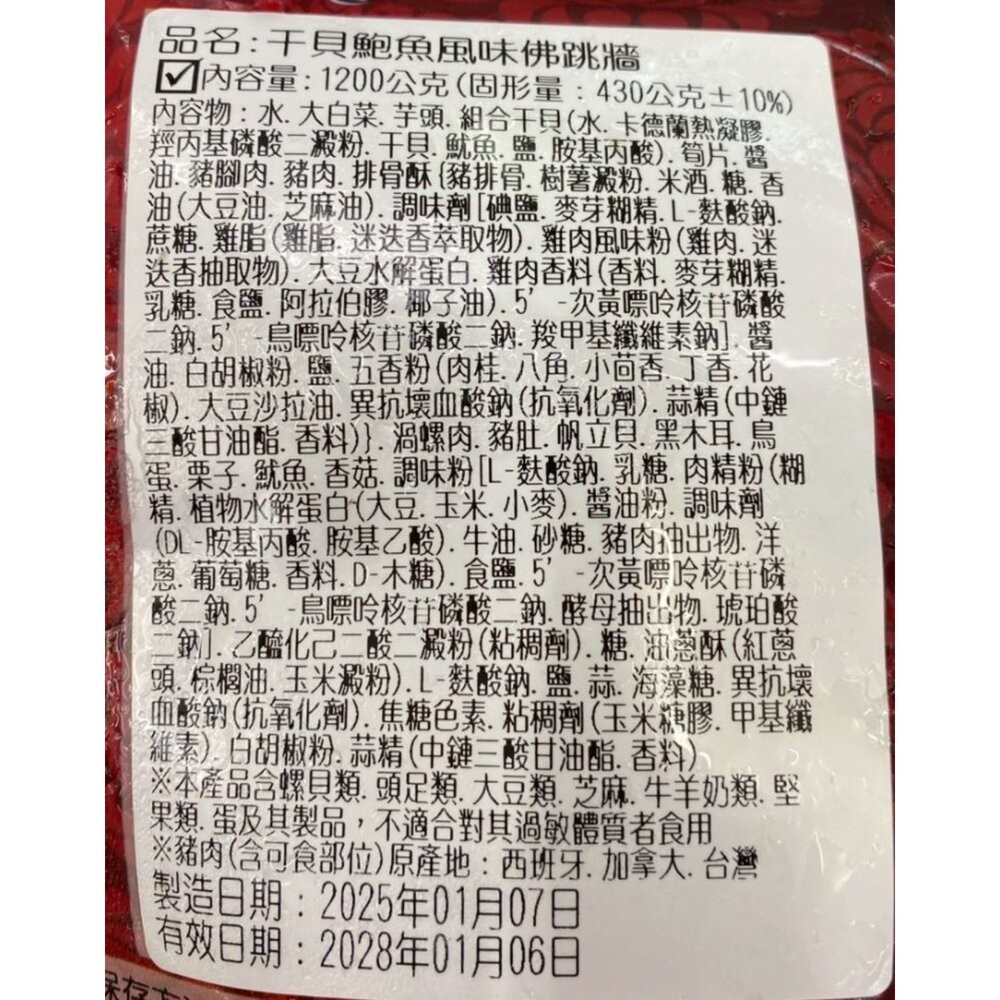 品名:干貝鮑魚風味佛跳牆
☑內容量:1200公克(固形量:430公克±10%)
內容物:水.大白菜.芋頭.組合干貝(水.卡德蘭熱凝膠.
羥丙基磷酸二澱粉.干貝.魷魚.鹽.胺基丙酸).筍片.醬
油.豬腳肉.豬肉.排骨酥{豬排骨.樹薯澱粉.米酒.糖.香
油(大豆油.芝麻油).調味劑[碘鹽.麥芽糊精.L-麩酸鈉.
蔗糖.雞脂(雞脂.迷迭香萃取物).雞肉風味粉(雞肉.迷
迭香抽取物).大豆水解蛋白.雞肉香料(香料.麥芽糊精.
乳糖.食鹽.阿拉伯膠.椰子油).5'-次黃嘌呤核苷磷酸
二鈉.5'-鳥嘌呤核苷磷酸二鈉.羧甲基纖維素鈉].醬
油.白胡椒粉.鹽.五香粉(肉桂.八角.小茴香.丁香.花
椒).大豆沙拉油.異抗壞血酸鈉(抗氧化劑).蒜精(中鏈
三酸甘油酯.香料)}.渦螺肉.豬肚.帆立貝.黑木耳.鳥
蛋.栗子.魷魚.香菇.調味粉[L-麩酸鈉.乳糖.肉精粉(糊
精.植物水解蛋白(大豆.玉米.小麥).醬油粉.調味劑
(DL-胺基丙酸.胺基乙酸).牛油.砂糖.豬肉抽出物.洋
蔥.葡萄糖.香料.D-木糖).食鹽.5'-次黃嘌呤核苷磷
酸二鈉.5'-鳥嘌呤核苷磷酸二鈉.酵母抽出物.琥珀酸
二鈉].乙醯化己二酸二澱粉(粘稠劑).糖.油蔥酥(紅蔥
頭.棕櫚油.玉米澱粉).L-麩酸鈉.鹽.蒜.海藻糖.異抗壞
血酸鈉(抗氧化劑).焦糖色素.粘稠劑(玉米糖膠.甲基纖
維素).白胡椒粉.蒜精(中鏈三酸甘油酯.香料)
※本產品含螺貝類.頭足類.大豆類.芝麻.牛羊奶類.堅
果類.蛋及其製品,不適合對其過敏體質者食用
※豬肉(含可食部位)原產地:西班牙.加拿大.台灣
製造日期:2025年01月07日
有效日期:2028年01月06日
保存方